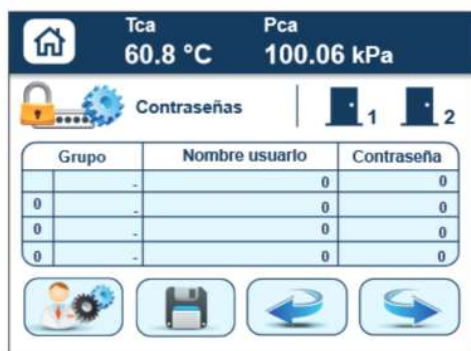 Tca Pca
60.8 °C 100.06 kPa
Contraseñas 1 2
Grupo Nombre usuario Contraseña
- 0 0
0 - 0 0
0 - 0 0
0 - 0 0